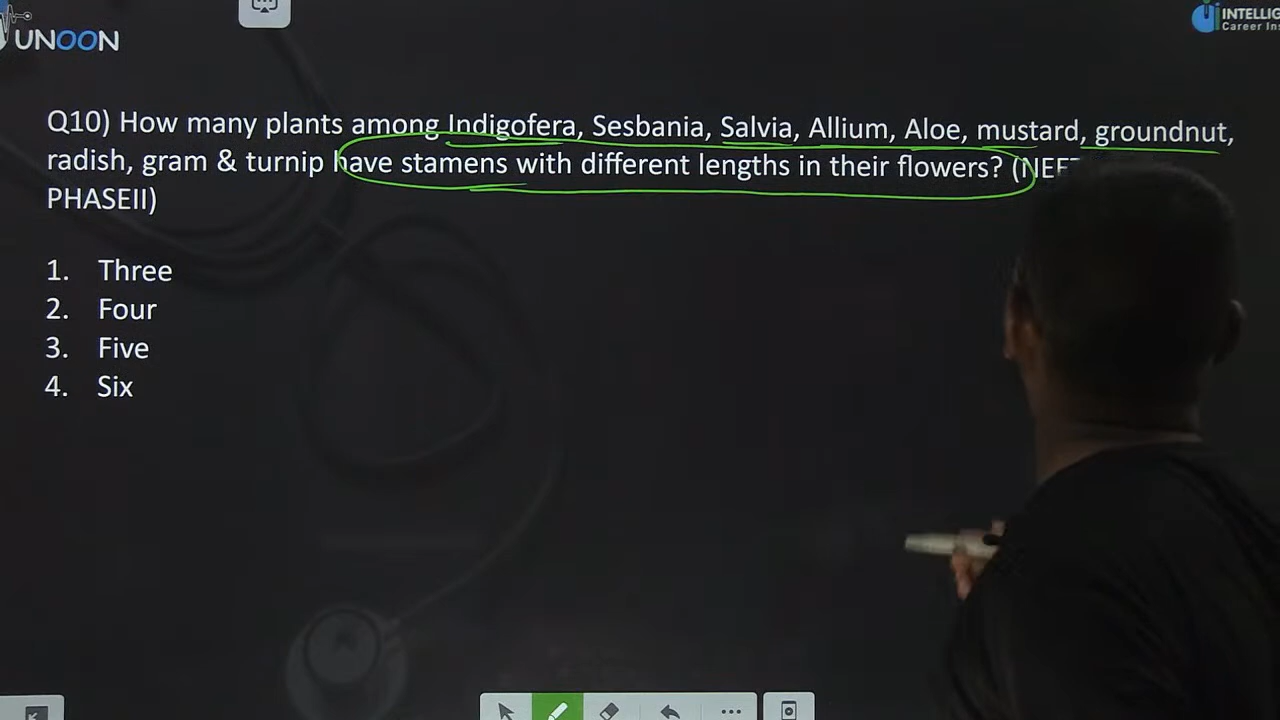 UNOON
INTELLIG
Career Ins
Q10) How many plants among Indigofera, Sesbania, Salvia, Allium, Aloe, mustard, groundnut,
radish, gram & turnip have stamens with different lengths in their flowers? (NEET
PHASEII)
1. Three
2. Four
3. Five
4. Six